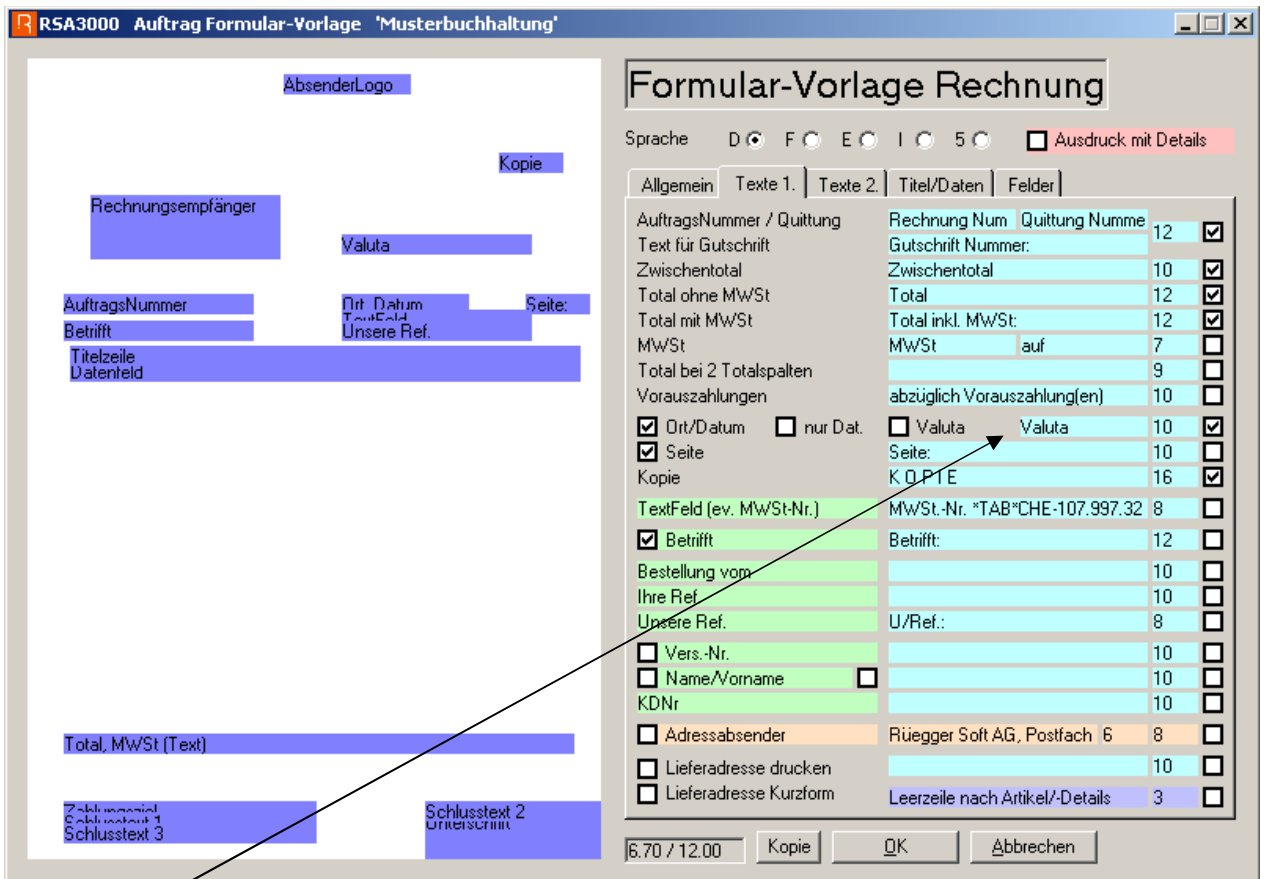 RSA3000 Auftrag Formular-Vorlage 'Musterbuchhaltung'
AbsenderLogo
Kopie
Rechnungsempfänger
Valuta
AuftragsNummer
Ort, Datum
Seite:
TextFeld
Betrifft
Unsere Ref.
Titelzeile
Datenfeld
Total, MWSt (Text)
Zahlungsziel
Schlusstext 1
Schlusstext 3
Schlusstext 2
Unterschrift
Formular-Vorlage Rechnung
Sprache D F E I 5 Ausdruck mit Details
Allgemein Texte 1. Texte 2. Titel/Daten Felder
AuftragsNummer / Quittung Rechnung Num Quittung Numme 12
Text für Gutschrift Gutschrift Nummer:
Zwischentotal Zwischentotal 10
Total ohne MWSt Total 12
Total mit MWSt Total inkl. MWSt: 12
MWSt MWSt auf 7
Total bei 2 Totalspalten 9
Vorauszahlungen abzüglich Vorauszahlung(en) 10
Ort/Datum nur Dat. Valuta Valuta 10
Seite Seite: 10
Kopie K O P I E 16
TextFeld (ev. MWSt-Nr.) MWSt.-Nr. *TAB*CHE-107.997.32 8
Betrifft Betrifft: 12
Bestellung vom 10
Ihre Ref. 10
Unsere Ref. U/Ref.: 8
Vers.-Nr. 10
Name/Vorname 10
KDNr 10
Adressabsender Rüegger Soft AG, Postfach 6 8
Lieferadresse drucken 10
Lieferadresse Kurzform Leerzeile nach Artikel/-Details 3
6.70 / 12.00 Kopie OK Abbrechen